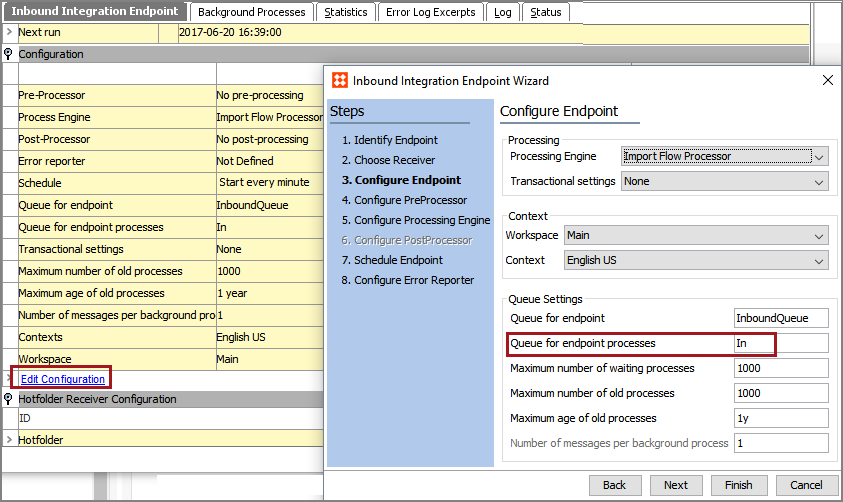 Inbound Integration Endpoint Background Processes Statistics Error Log Excerpts Log Status
Next run 2017-06-20 16:39:00
Configuration
Pre-Processor No pre-processing
Process Engine Import Flow Processor
Post-Processor No post-processing
Error reporter Not Defined
Schedule Start every minute
Queue for endpoint InboundQueue
Queue for endpoint processes In
Transactional settings None
Maximum number of old processes 1000
Maximum age of old processes 1 year
Number of messages per background pro 1
Contexts English US
Workspace Main
Edit Configuration
Hotfolder Receiver Configuration
ID
Hotfolder
Inbound Integration Endpoint Wizard
Steps
1. Identify Endpoint
2. Choose Receiver
3. Configure Endpoint
4. Configure PreProcessor
5. Configure Processing Engine
6. Configure PostProcessor
7. Schedule Endpoint
8. Configure Error Reporter
Configure Endpoint
Processing
Processing Engine Import Flow Processor
Transactional settings None
Context
Workspace Main
Context English US
Queue Settings
Queue for endpoint InboundQueue
Queue for endpoint processes In
Maximum number of waiting processes 1000
Maximum number of old processes 1000
Maximum age of old processes 1y
Number of messages per background process 1
Back Next Finish Cancel